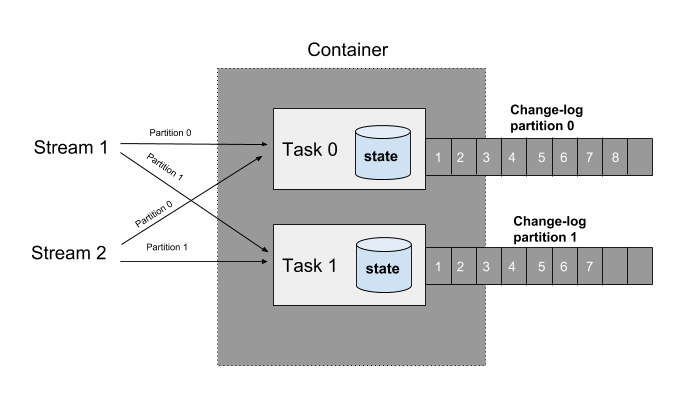 Container
Change-log
partition 0
Stream 1
Partition 0
Task 0
state
1 2 3 4 5 6 7 8
Partition 1
Partition 0
Change-log
partition 1
Stream 2
Partition 1
Task 1
state
1 2 3 4 5 6 7